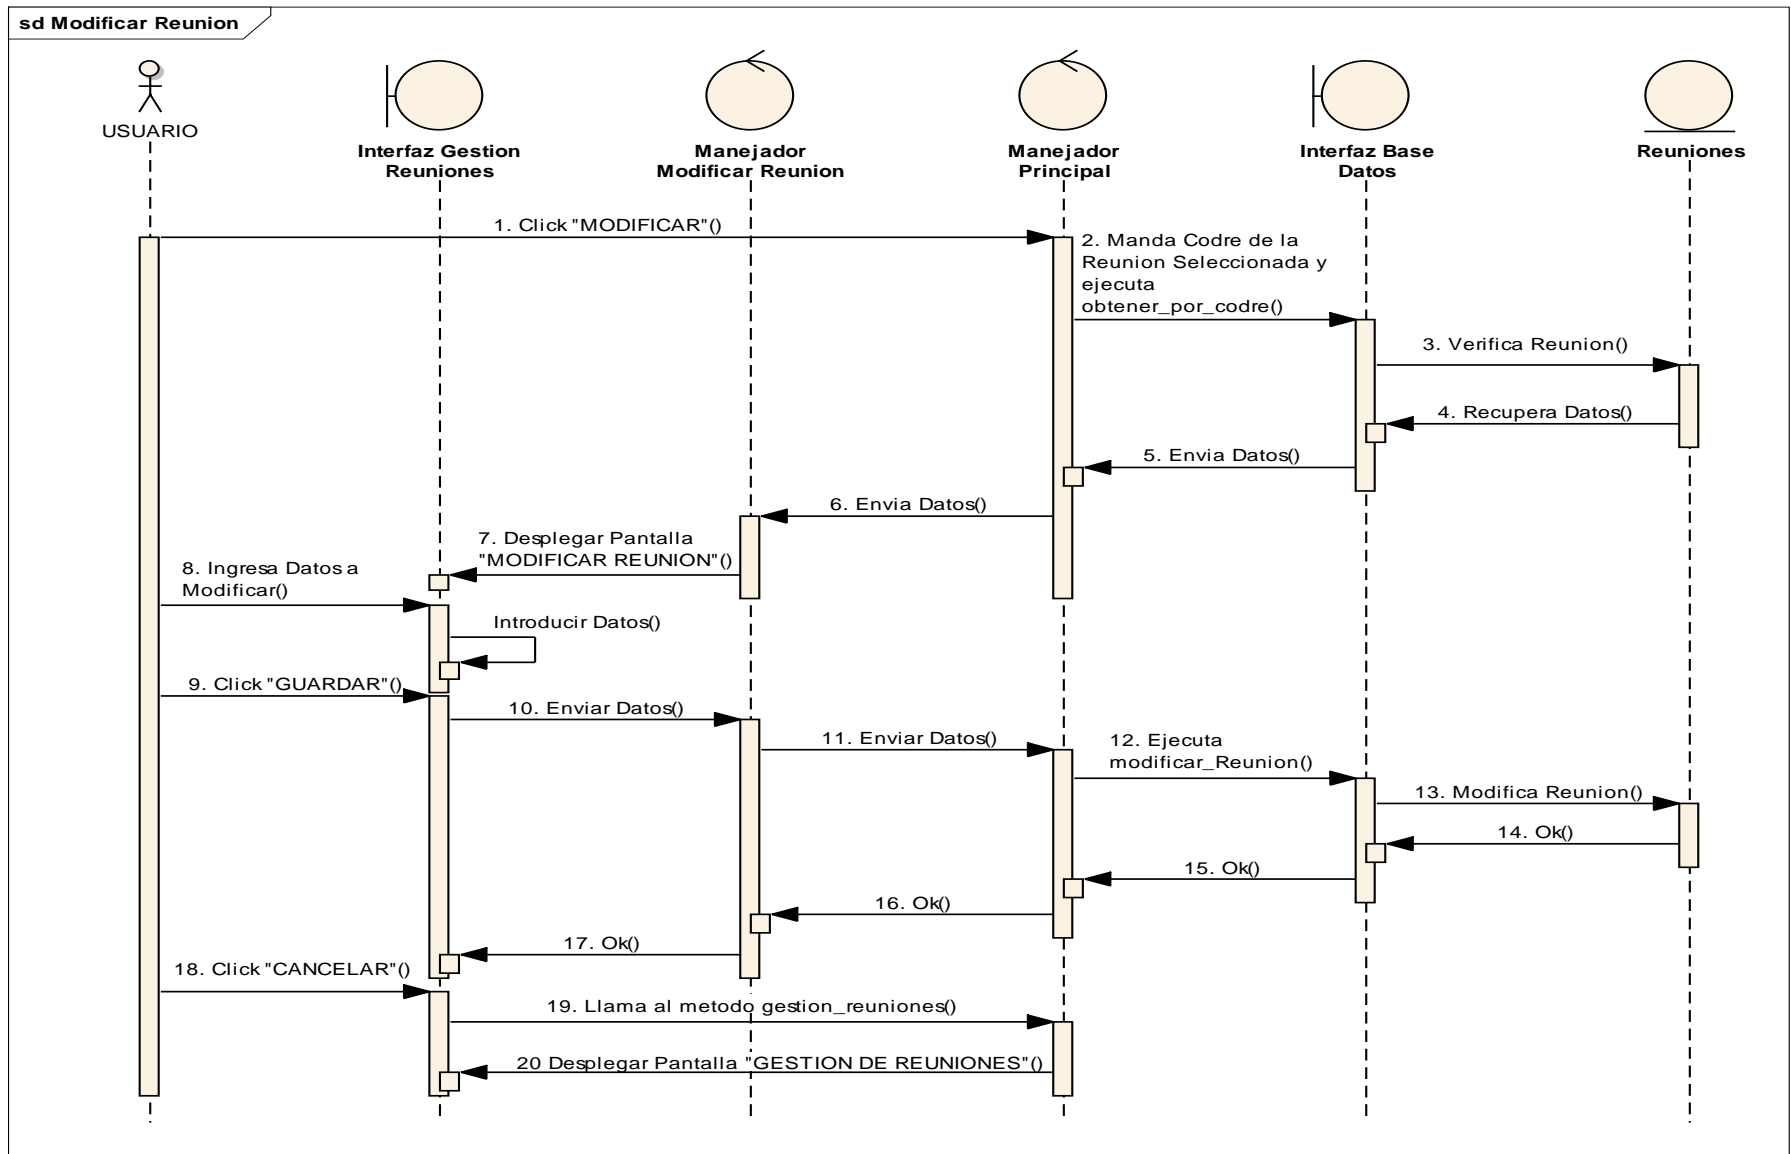 sd Modificar Reunion
USUARIO
Interfaz Gestion
Reuniones
Manejador
Modificar Reunion
Manejador
Principal
Interfaz Base
Datos
Reuniones
1. Click "MODIFICAR"()
2. Manda Codre de la
Reunion Seleccionada y
ejecuta
obtener_por_codre()
3. Verifica Reunion()
4. Recupera Datos()
5. Envia Datos()
6. Envia Datos()
7. Desplegar Pantalla
"MODIFICAR REUNION"()
8. Ingresa Datos a
Modificar()
Introducir Datos()
9. Click "GUARDAR"()
10. Enviar Datos()
11. Enviar Datos()
12. Ejecuta
modificar_Reunion()
13. Modifica Reunion()
14. Ok()
15. Ok()
16. Ok()
17. Ok()
18. Click "CANCELAR"()
19. Llama al metodo gestion_reuniones()
20 Desplegar Pantalla "GESTION DE REUNIONES"()